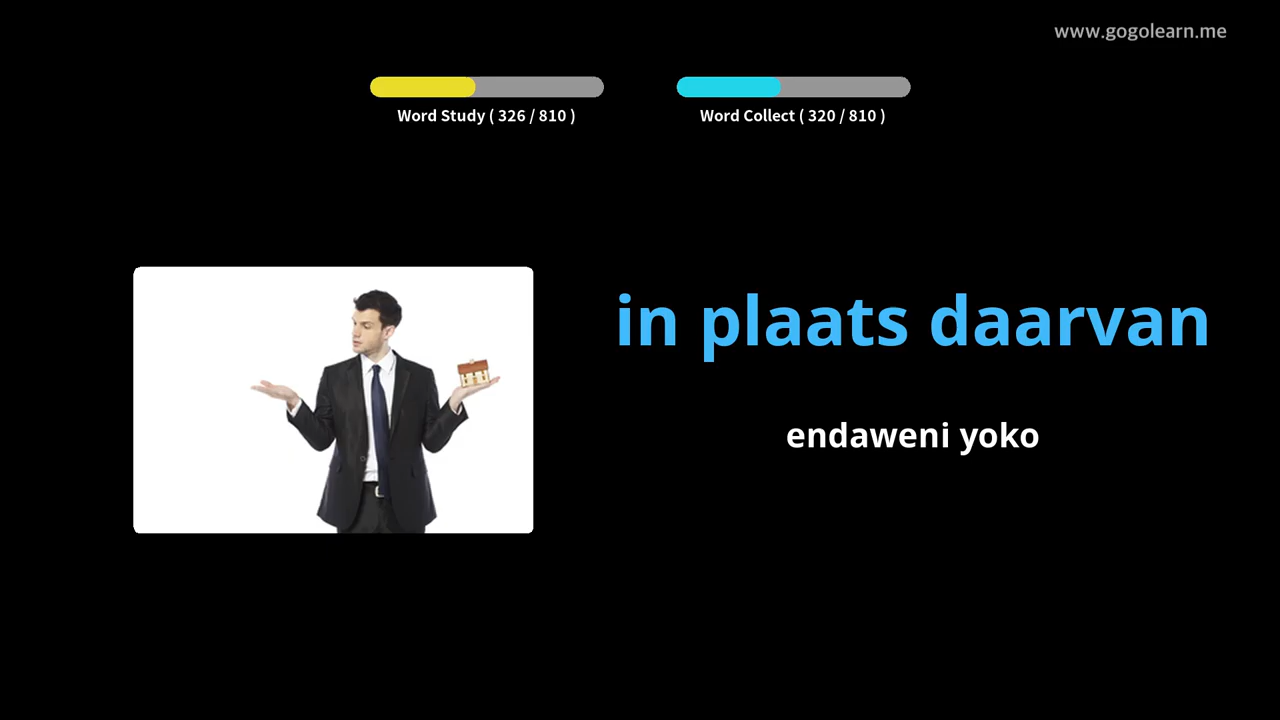 www.gogolearn.me
Word Study ( 326 / 810 )
Word Collect ( 320 / 810 )
in plaats daarvan
endaweni yoko